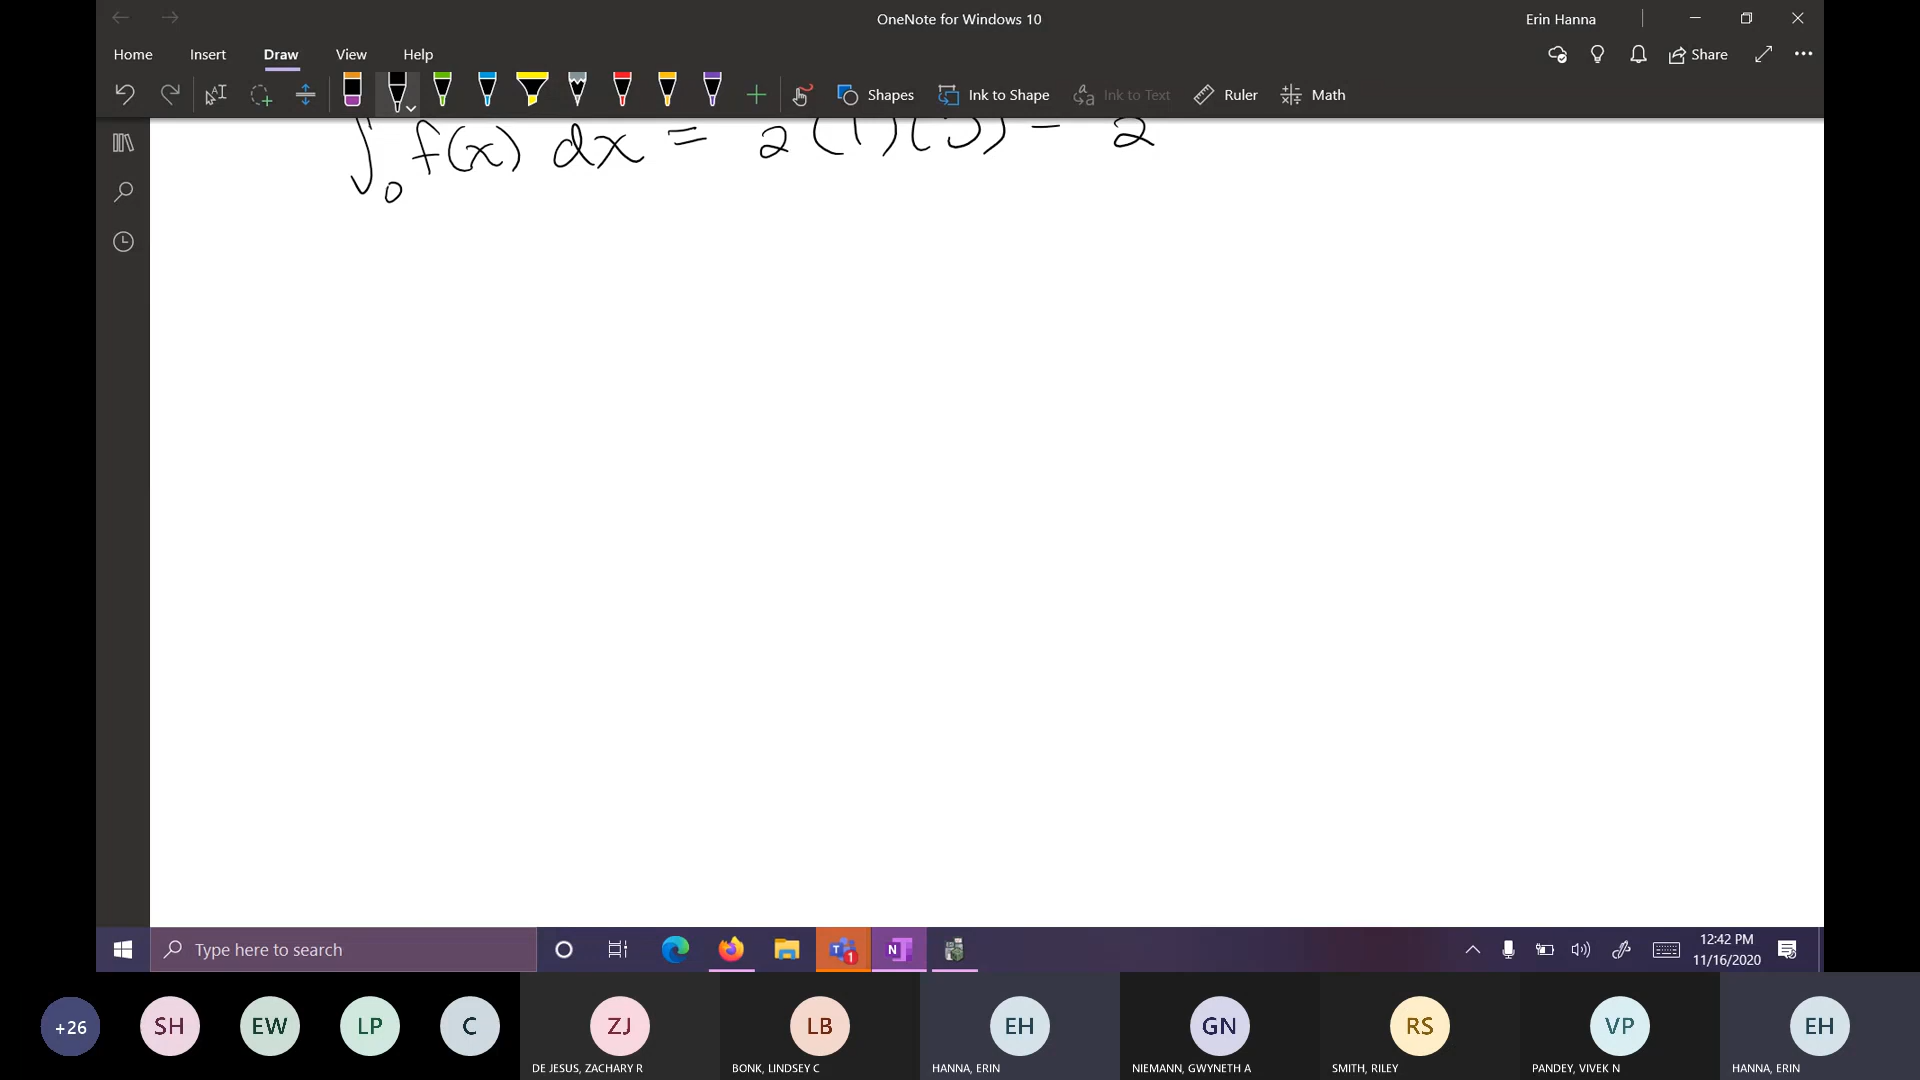 OneNote for Windows 10
Erin Hanna
Home Insert Draw View Help
Share
Shapes Ink to Shape Ink to Text Ruler Math
∫0 f(x) dx = 2 (1)( ) 2
Type here to search
12:42 PM
11/16/2020
+26 SH EW LP C ZJ LB EH GN RS VP EH
DE JESUS, ZACHARY R BONK, LINDSEY C HANNA, ERIN NIEMANN, GWYNETH A SMITH, RILEY PANDEY, VIVEK N HANNA, ERIN